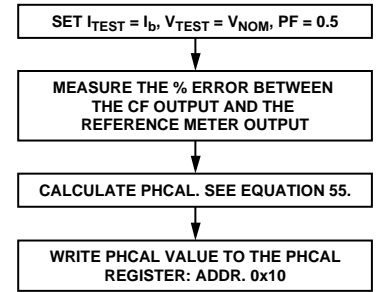 SET I_TEST = I_b, V_TEST = V_NOM, PF = 0.5
MEASURE THE % ERROR BETWEEN
THE CF OUTPUT AND THE
REFERENCE METER OUTPUT
CALCULATE PHCAL. SEE EQUATION 55.
WRITE PHCAL VALUE TO THE PHCAL
REGISTER: ADDR. 0x10